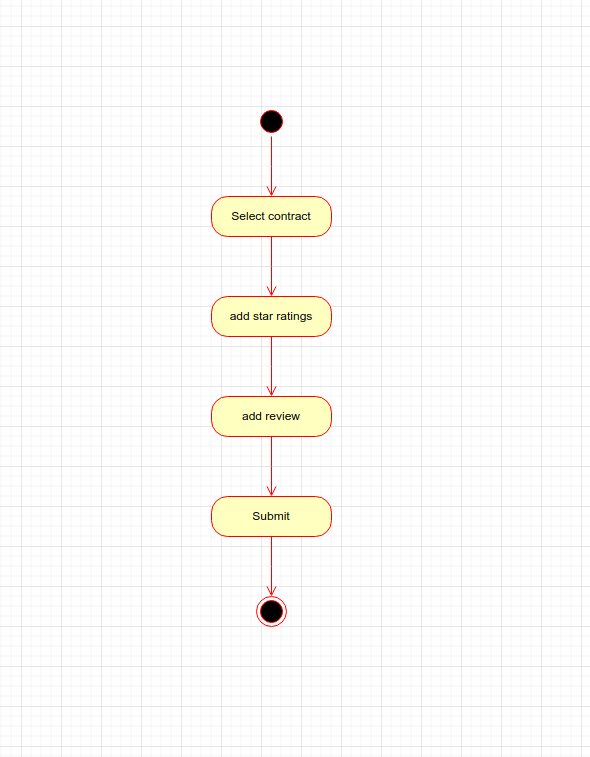 Select contract
add star ratings
add review
Submit